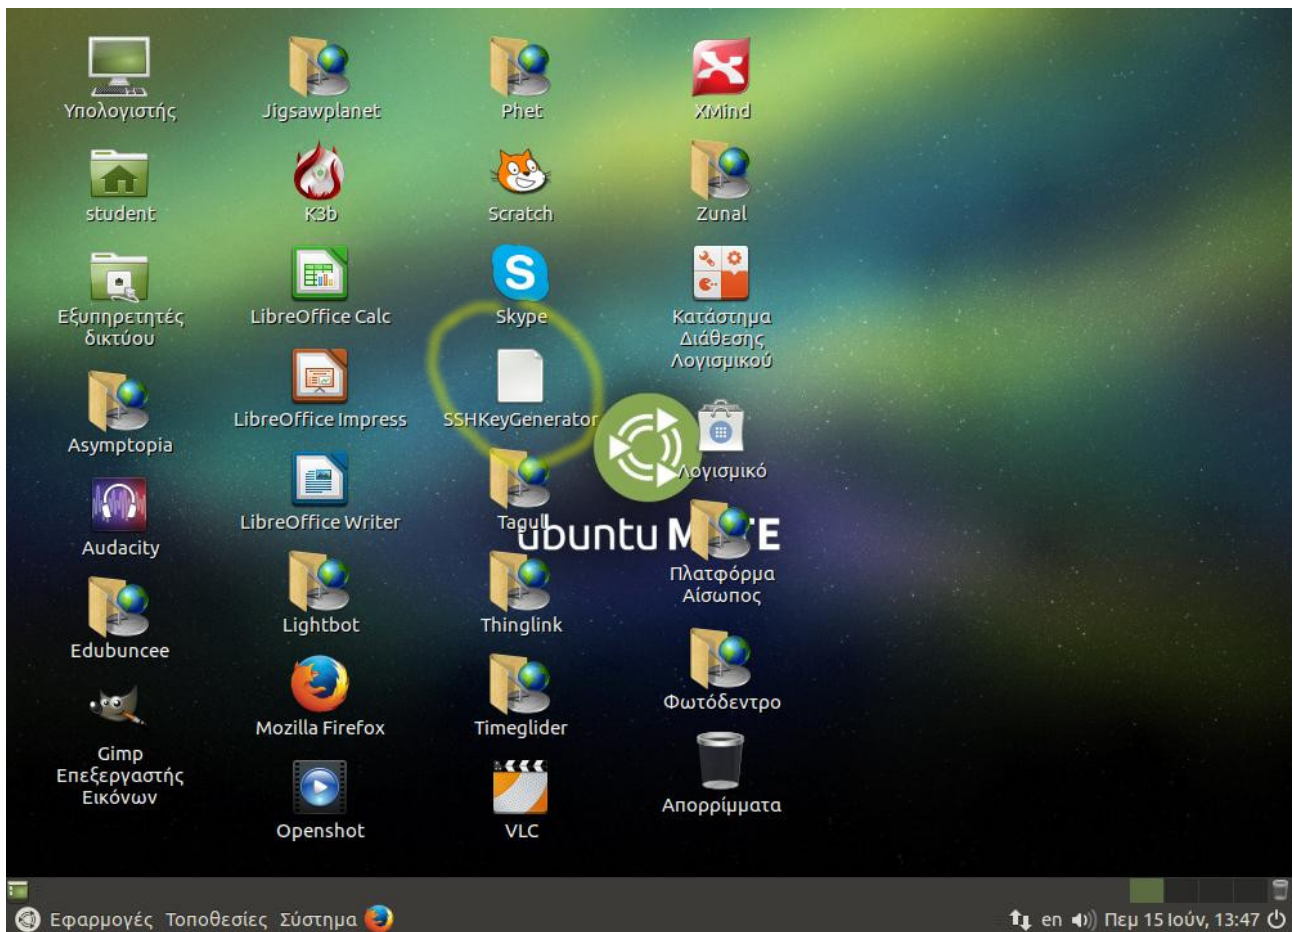 Υπολογιστής
student
Εξυπηρετητές
δικτύου
Asymptopia
Audacity
Edubuncee
Gimp
Επεξεργαστής
Εικόνων
Jigsawplanet
K3b
LibreOffice Calc
LibreOffice Impress
LibreOffice Writer
Lightbot
Mozilla Firefox
Openshot
Phet
Scratch
S
Skype
SSHKeyGenerator
Tagul
Thinglink
Timeglider
VLC
XMind
Zunal
Κατάστημα
Διάθεσης
Λογισμικού
Λογισμικό
Πλατφόρμα
Αίσωπος
Φωτόδεντρο
Απορρίμματα
ubuntu
Εφαρμογές Τοποθεσίες Σύστημα
en Πεμ 15 Ιούν, 13:47